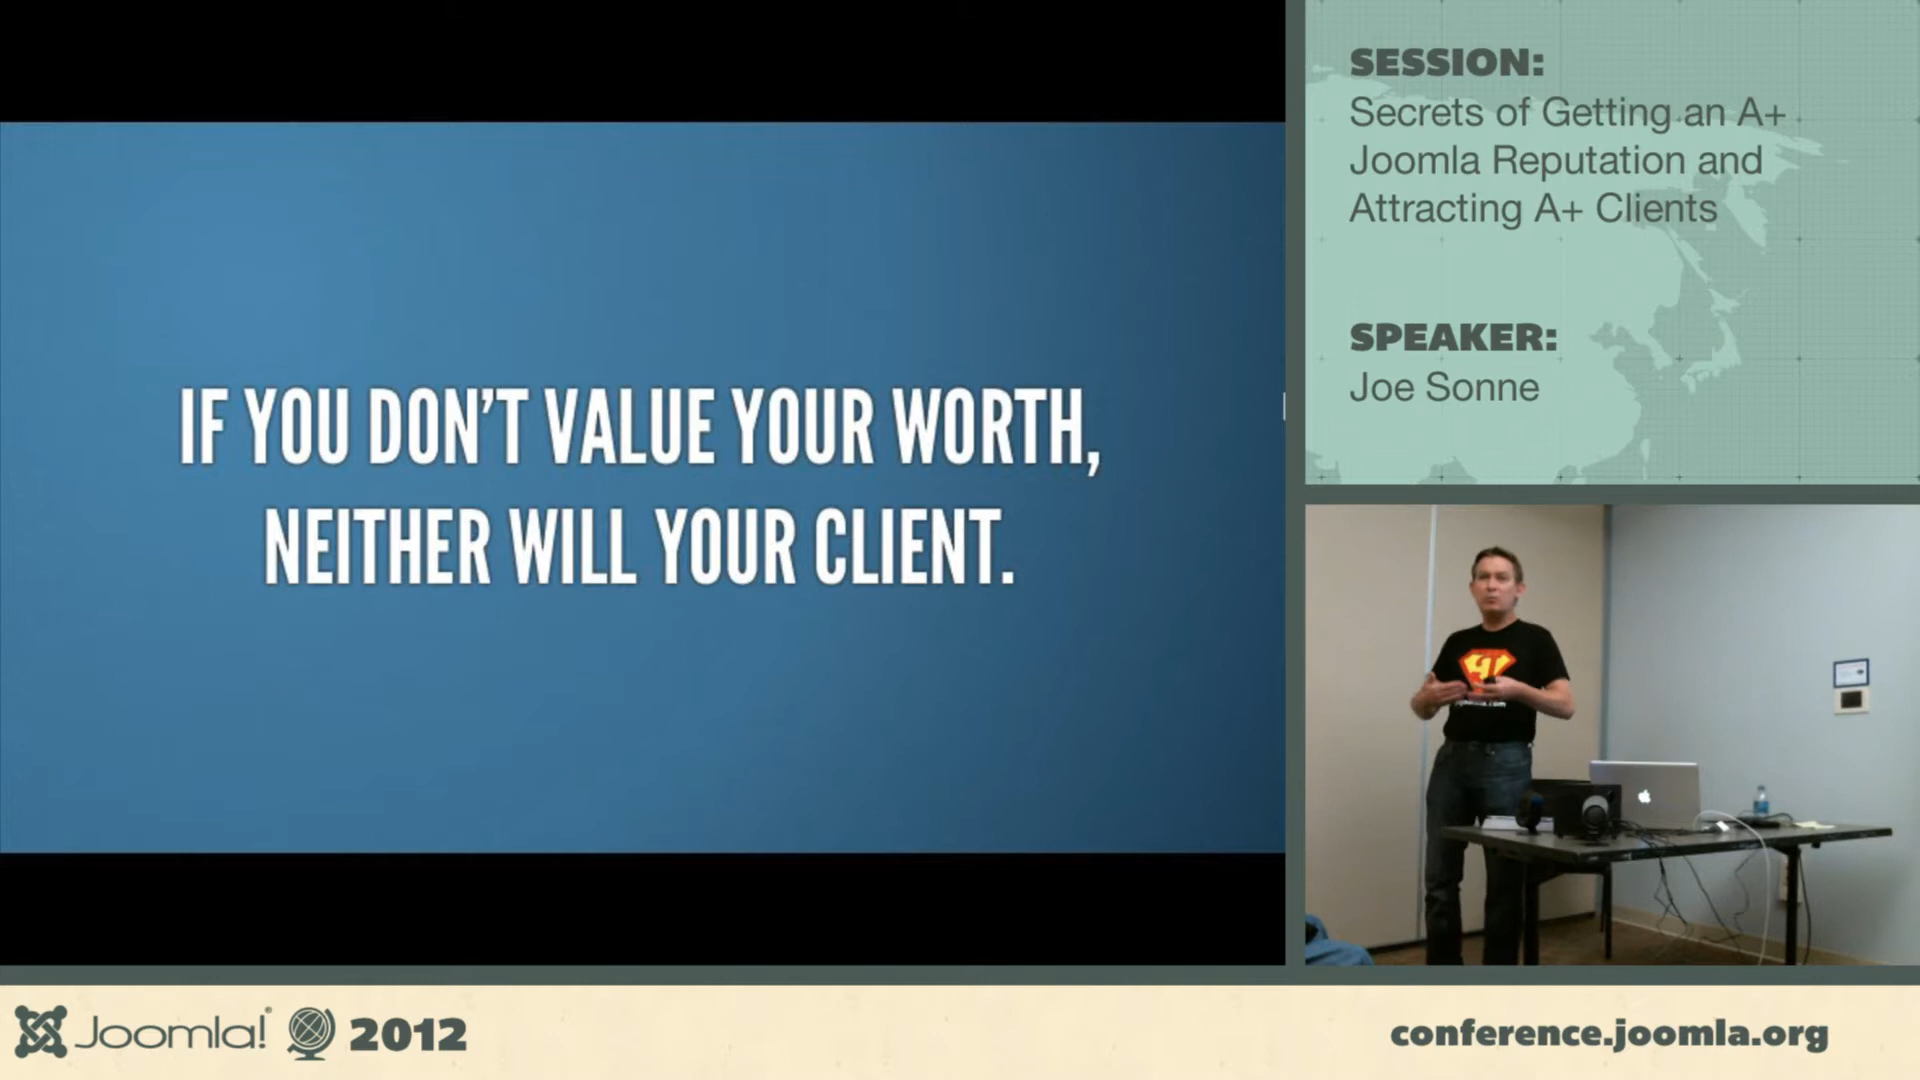 IF YOU DON'T VALUE YOUR WORTH,
NEITHER WILL YOUR CLIENT.
SESSION:
Secrets of Getting an A+
Joomla Reputation and
Attracting A+ Clients
SPEAKER:
Joe Sonne
Joomla!® 2012
conference.joomla.org